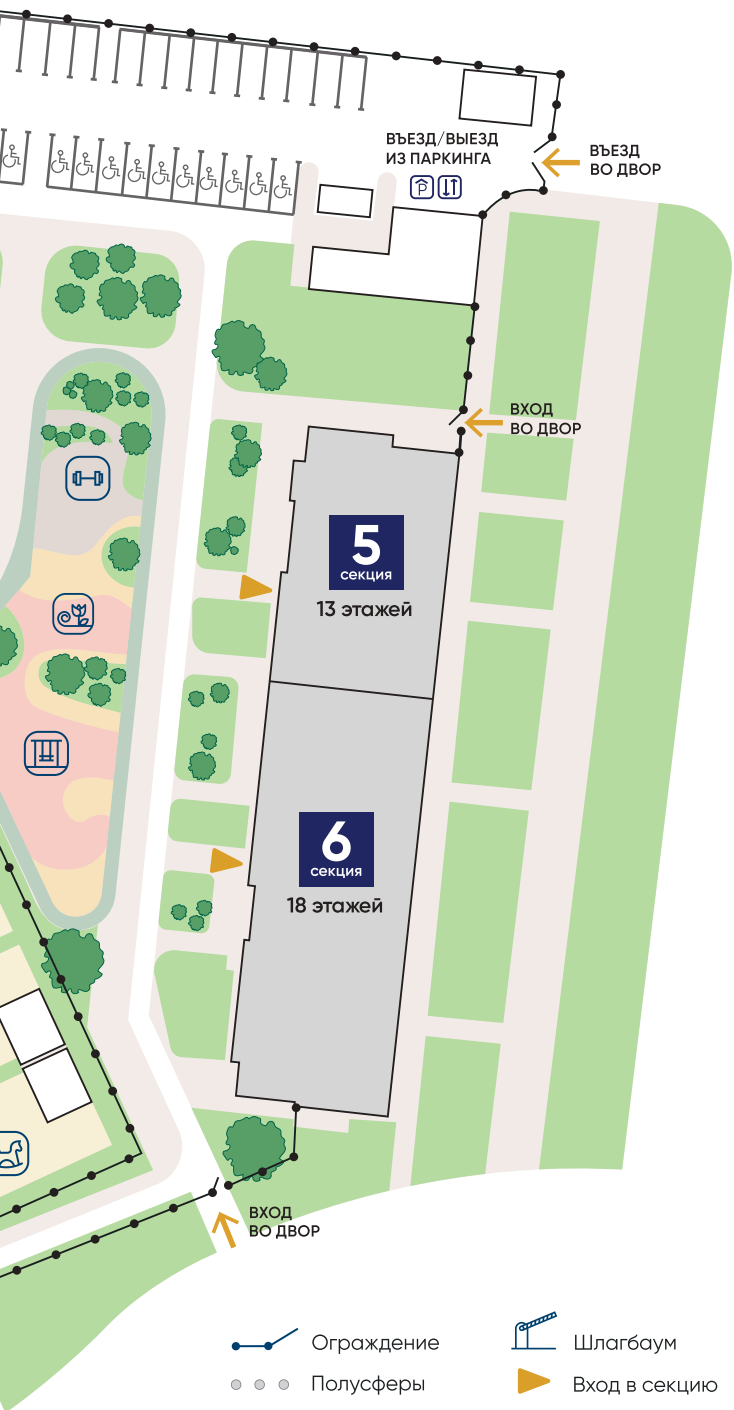 ВЪЕЗД/ВЫЕЗД
ИЗ ПАРКИНГА
ВЪЕЗД
ВО ДВОР
ВХОД
ВО ДВОР
5
секция
13 этажей
6
секция
18 этажей
ВХОД
ВО ДВОР
Ограждение
Шлагбаум
Полусферы
Вход в секцию